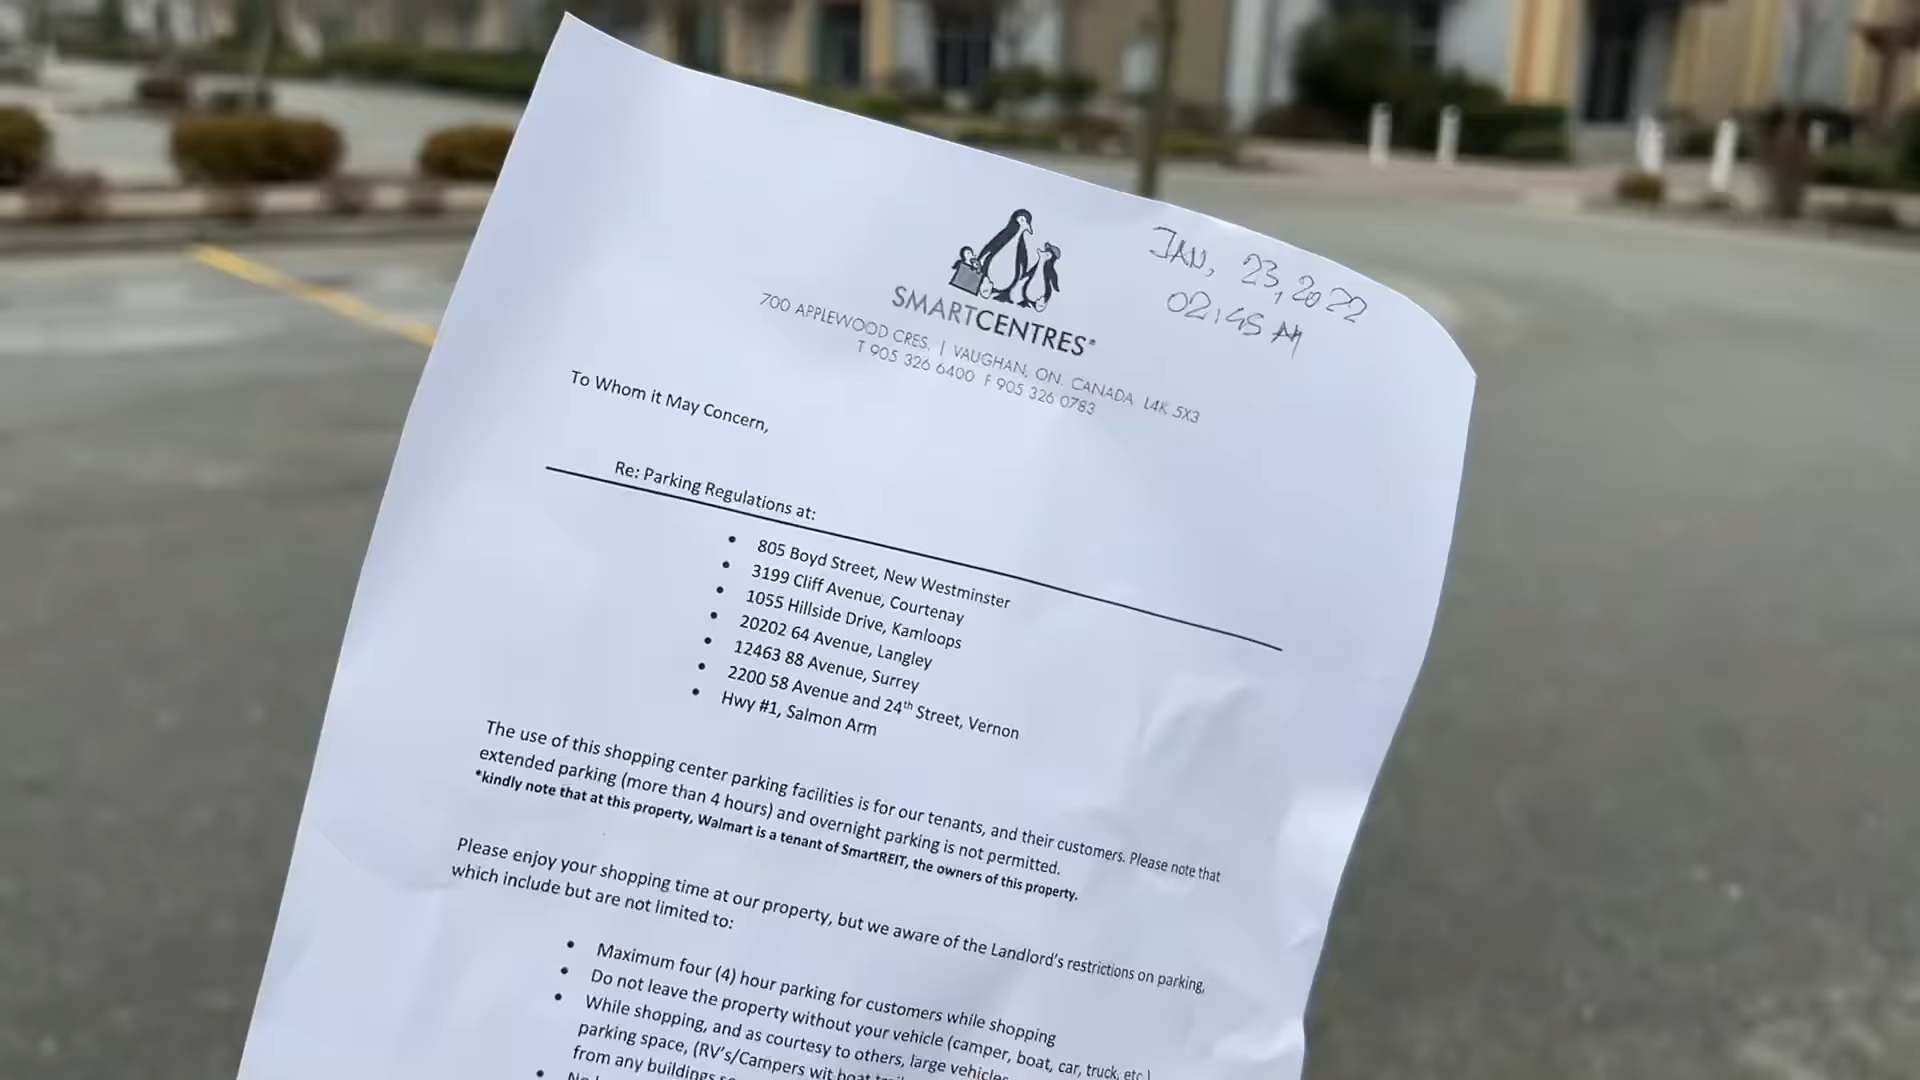 JAN, 23, 2022
02:45 AM
SMARTCENTRES®
700 APPLEWOOD CRES. | VAUGHAN, ON. CANADA L4K 5X3
T 905 326 6400 F 905 326 0783
To Whom it May Concern,
Re: Parking Regulations at:
• 805 Boyd Street, New Westminster
• 3199 Cliff Avenue, Courtenay
• 1055 Hillside Drive, Kamloops
• 20202 64 Avenue, Langley
• 12463 88 Avenue, Surrey
• 2200 58 Avenue and 24th Street, Vernon
• Hwy #1, Salmon Arm
The use of this shopping center parking facilities is for our tenants, and their customers. Please note that
extended parking (more than 4 hours) and overnight parking is not permitted.
*kindly note that at this property, Walmart is a tenant of SmartREIT, the owners of this property.
Please enjoy your shopping time at our property, but we aware of the Landlord's restrictions on parking,
which include but are not limited to:
• Maximum four (4) hour parking for customers while shopping
• Do not leave the property without your vehicle (camper, boat, car, truck, etc.)
• While shopping, and as courtesy to others, large vehicles
parking space, (RV's/Campers wit boat
from any buildings